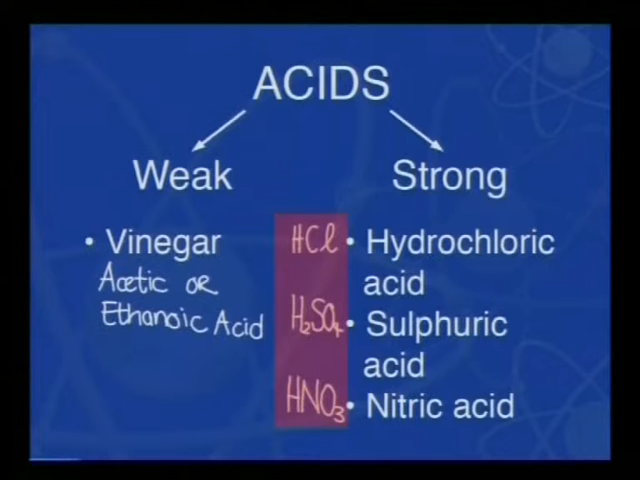 ACIDS
Weak
Strong
• Vinegar
Acetic or
Ethanoic Acid
HCl
• Hydrochloric
acid
H₂SO₄
• Sulphuric
acid
HNO₃
• Nitric acid